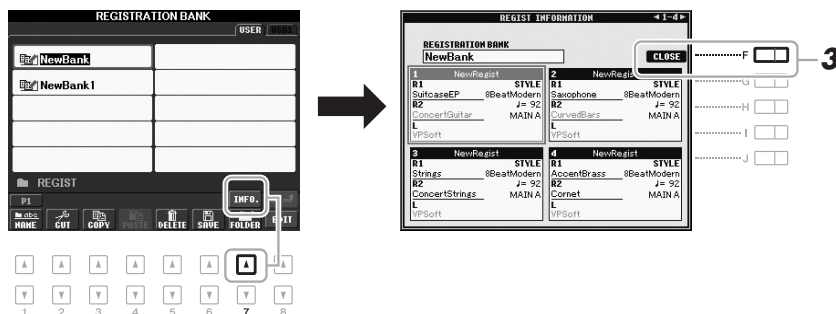 REGISTRATION BANK
USER USB1
NewBank
NewBank1
REGIST
P1
INFO.
NAME CUT COPY PASTE DELETE SAVE FOLDER EDIT
1 2 3 4 5 6 7 8
REGIST INFORMATION 1-4
REGISTRATION BANK
NewBank
CLOSE
F
3
G
H
I
J
1 NewRegist
R1 STYLE
SuitcaseEP 8BeatModern
R2 ♩= 92
ConcertGuitar MAIN A
L
VPSoft
2 NewRegist
R1 STYLE
Saxophone 8BeatModern
R2 ♩= 92
CurvedBars MAIN A
L
VPSoft
3 NewRegist
R1 STYLE
Strings 8BeatModern
R2 ♩= 92
ConcertStrings MAIN A
L
VPSoft
4 NewRegist
R1 STYLE
AccentBrass 8BeatModern
R2 ♩= 92
Cornet MAIN A
L
VPSoft